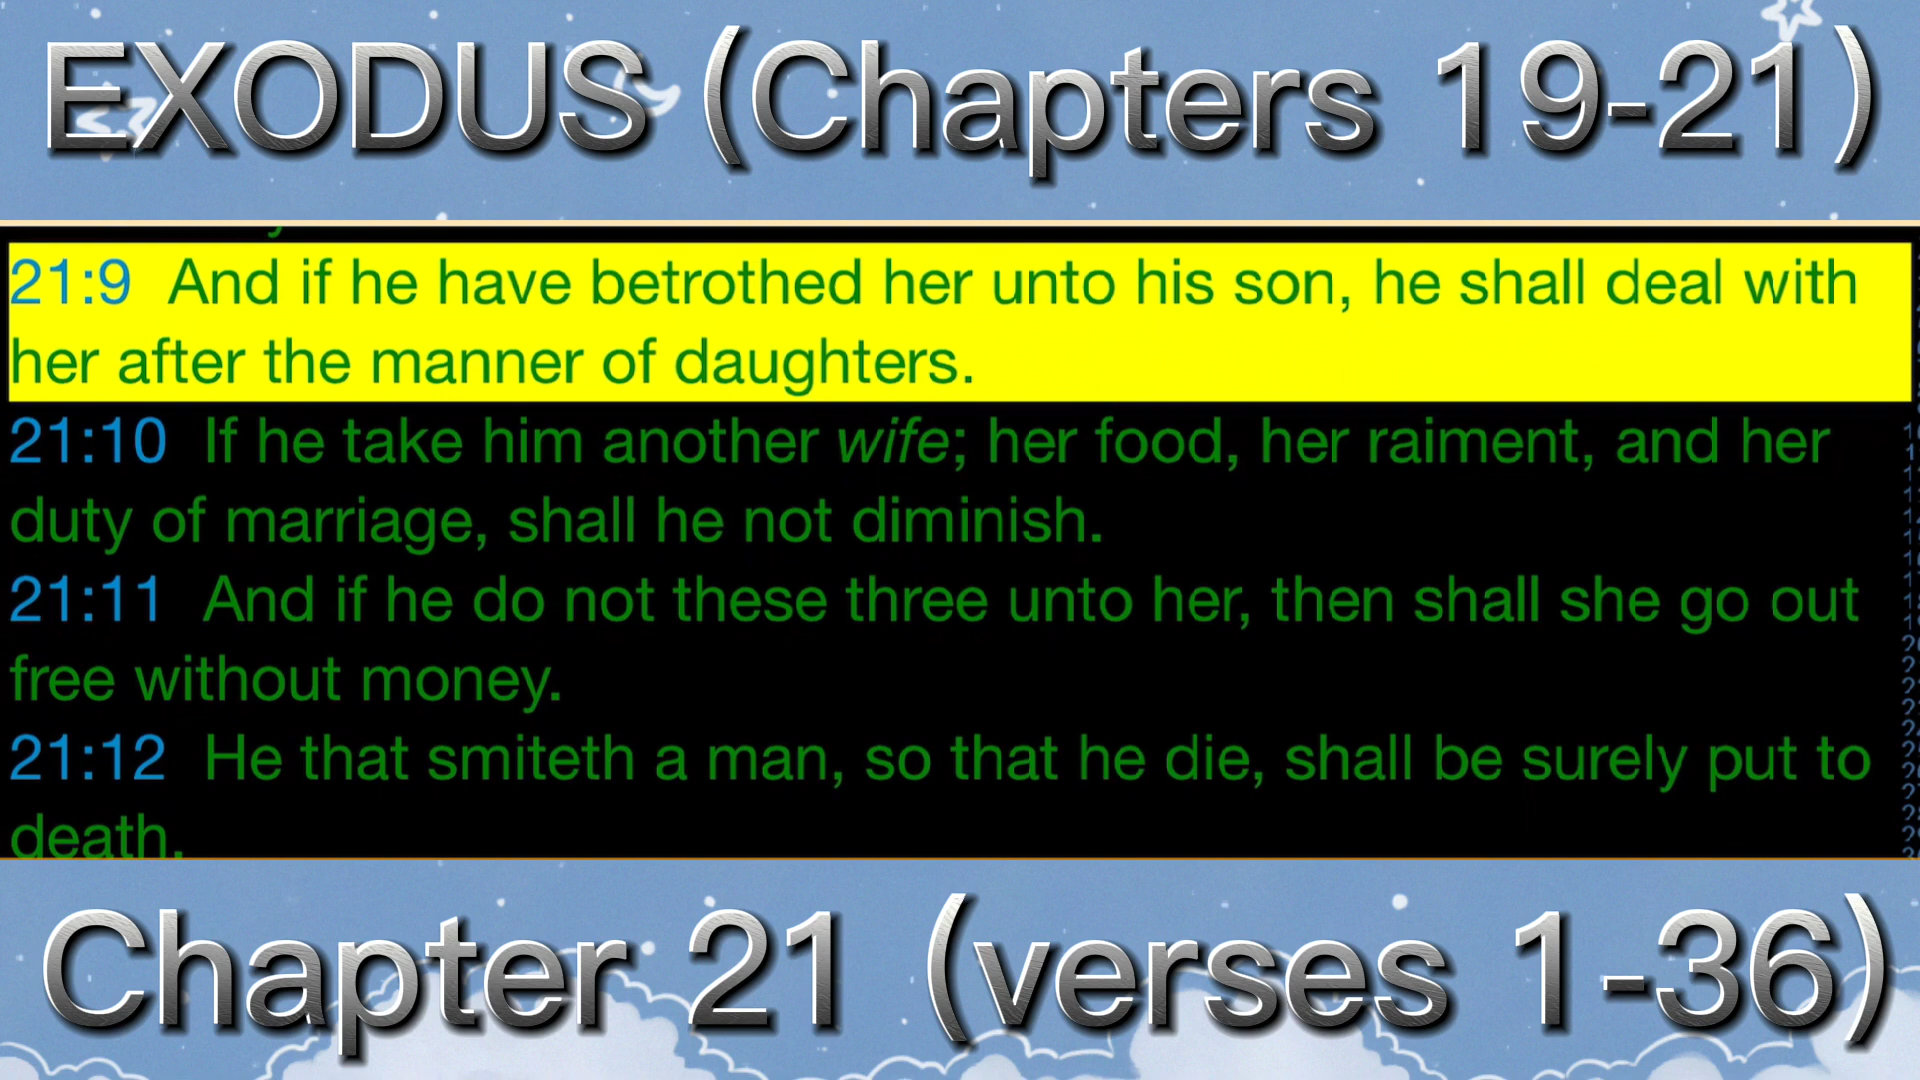 EXODUS (Chapters 19-21)
21:9 And if he have betrothed her unto his son, he shall deal with
her after the manner of daughters.
21:10 If he take him another wife; her food, her raiment, and her
duty of marriage, shall he not diminish.
21:11 And if he do not these three unto her, then shall she go out
free without money.
21:12 He that smiteth a man, so that he die, shall be surely put to
death.
Chapter 21 (verses 1-36)